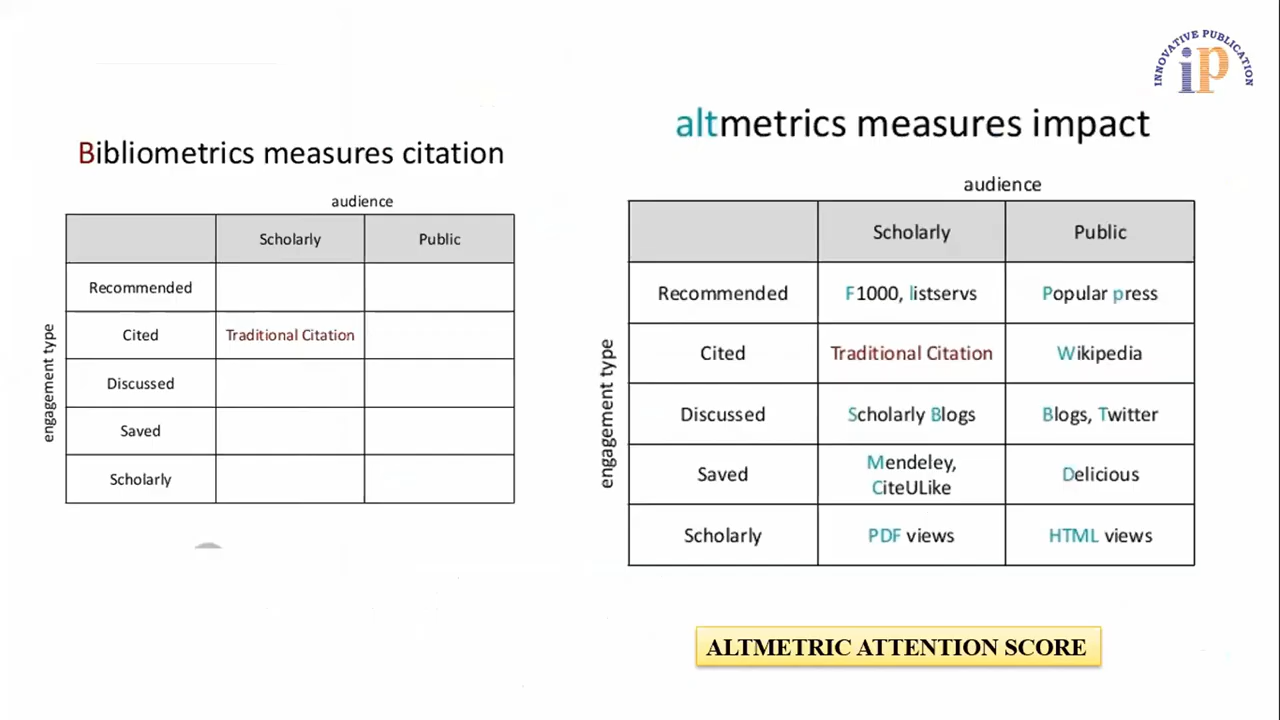 INNOVATIVE PUBLICATION
ip
Bibliometrics measures citation
audience
engagement type
Scholarly Public
Recommended
Cited Traditional Citation
Discussed
Saved
Scholarly
altmetrics measures impact
audience
engagement type
Scholarly Public
Recommended F1000, listservs Popular press
Cited Traditional Citation Wikipedia
Discussed Scholarly Blogs Blogs, Twitter
Saved Mendeley, CiteULike Delicious
Scholarly PDF views HTML views
ALTMETRIC ATTENTION SCORE